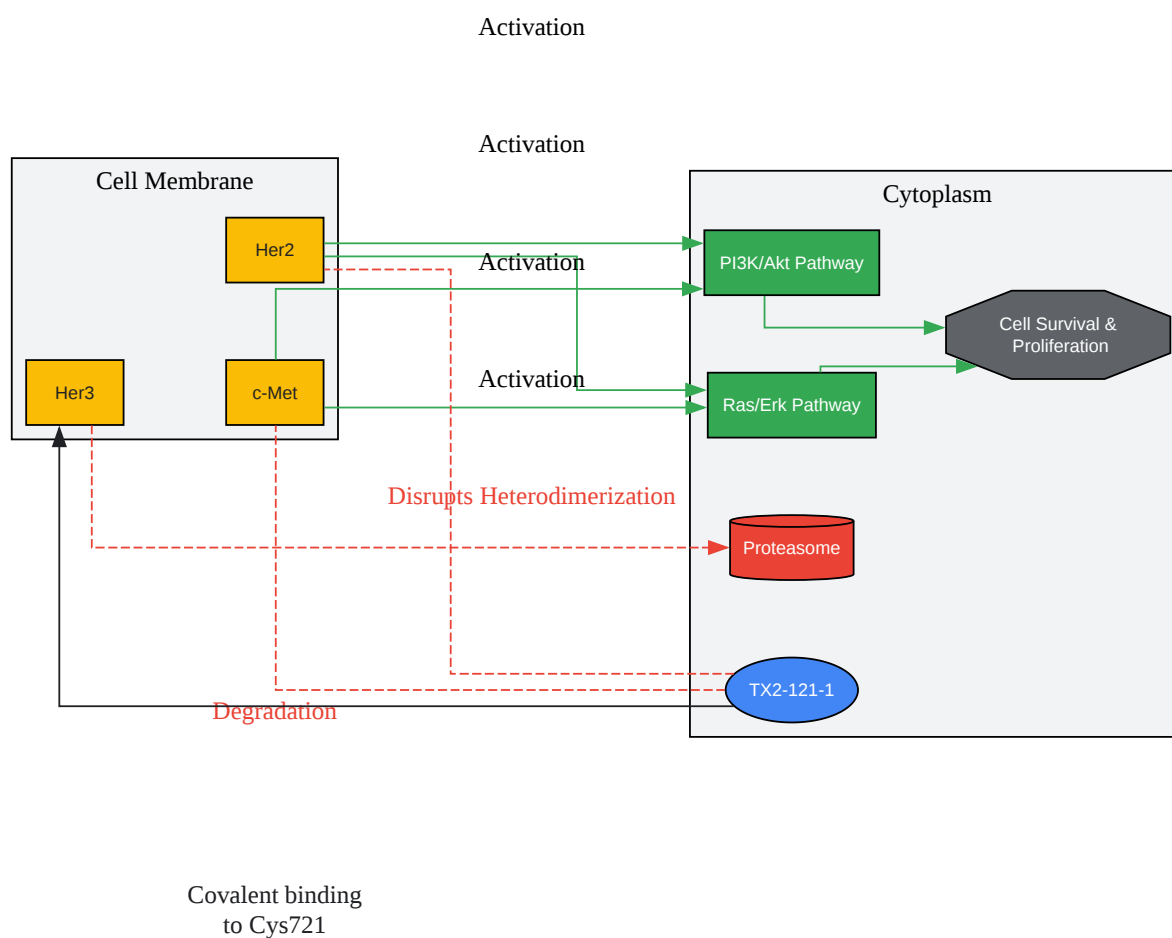 Activation
Activation
Cell Membrane
Cytoplasm
Her2
Activation
PI3K/Akt Pathway
Cell Survival &
Proliferation
Her3
c-Met
Activation
Ras/Erk Pathway
Disrupts Heterodimerization
Proteasome
TX2-121-1
Degradation
Covalent binding
to Cys721